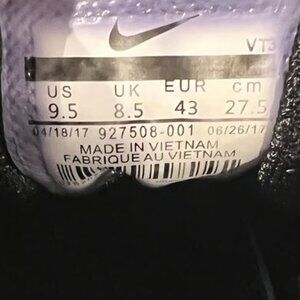 VT3
US UK EUR cm
9.5 8.5 43 27.5
04/18/17 927508-001 06/26/17
MADE IN VIETNAM
FABRIQUE AU VIETNAM